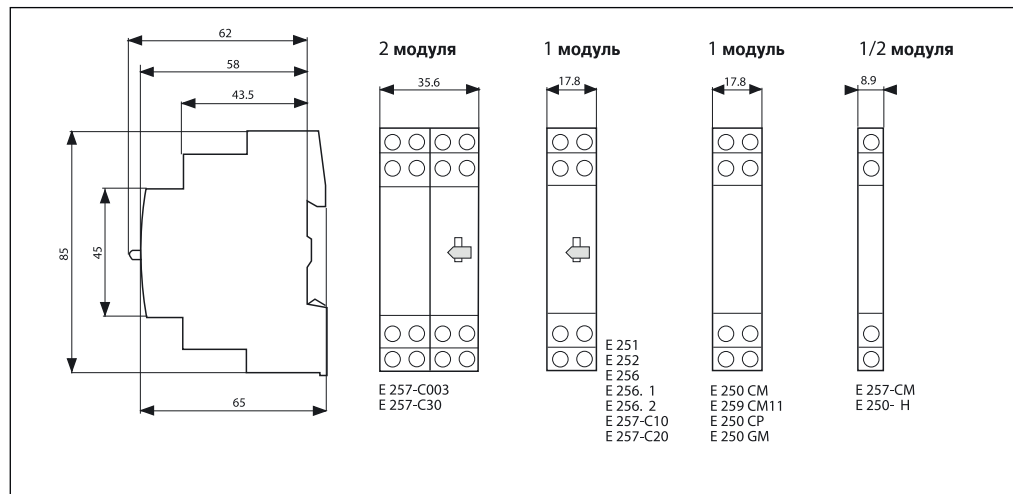 62
58
43.5
85
45
65
2 модуля
35.6
E 257-C003
E 257-C30
1 модуль
17.8
E 251
E 252
E 256
E 256. 1
E 256. 2
E 257-C10
E 257-C20
1 модуль
17.8
E 250 CM
E 259 CM11
E 250 CP
E 250 GM
1/2 модуля
8.9
E 257-CM
E 250- H